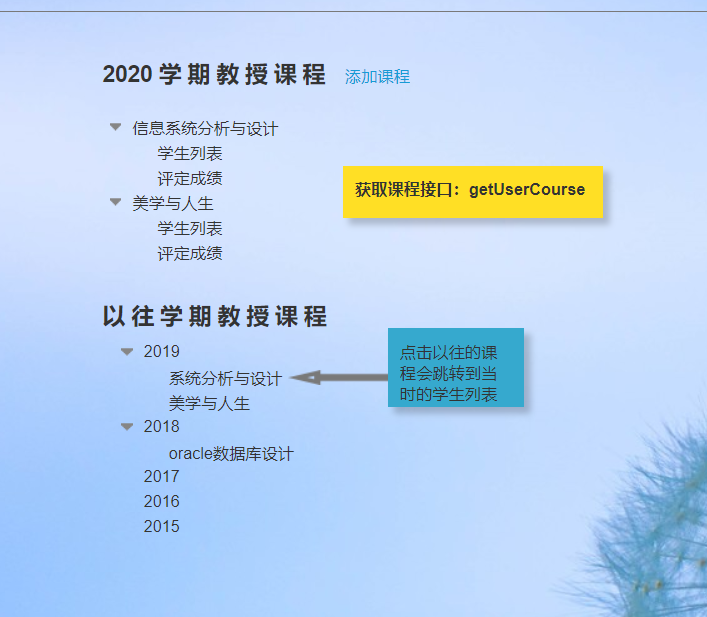 2020 学 期 教 授 课 程 添加课程
信息系统分析与设计
学生列表
评定成绩
美学与人生
学生列表
评定成绩
获取课程接口：getUserCourse
以 往 学 期 教 授 课 程
2019
系统分析与设计
美学与人生
2018
oracle数据库设计
2017
2016
2015
点击以往的课
程会跳转到当
时的学生列表